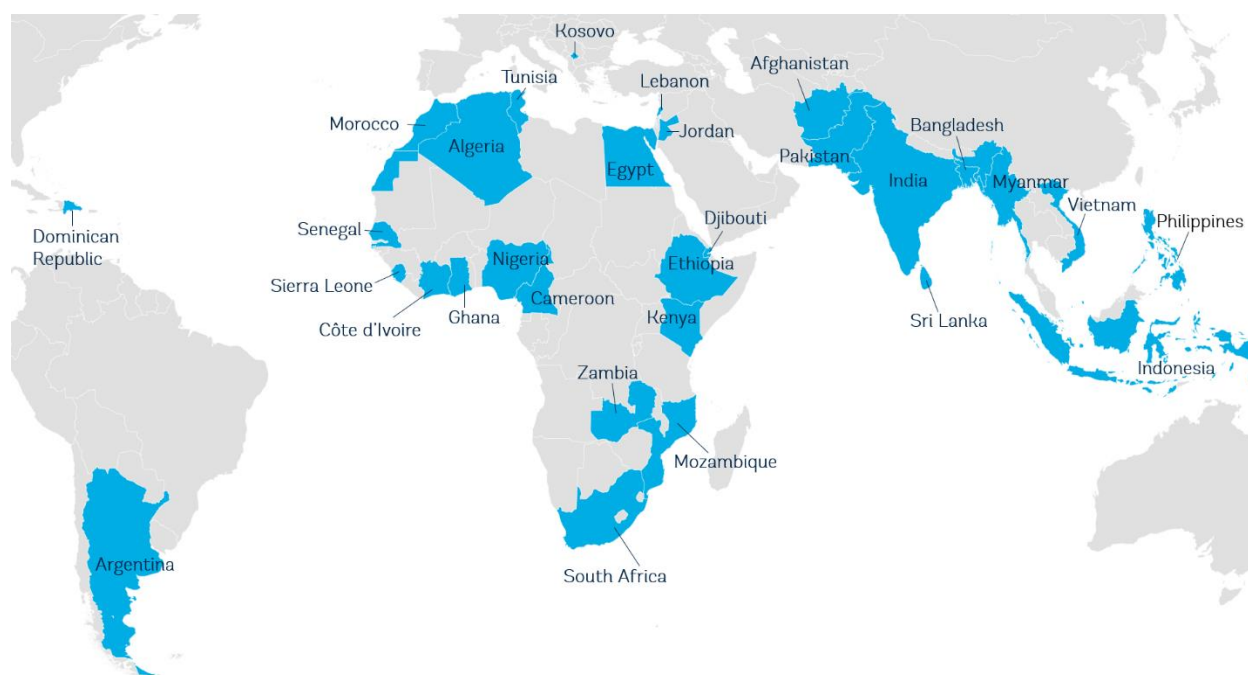 Kosovo
Tunisia
Lebanon
Afghanistan
Morocco
Algeria
Jordan
Bangladesh
Egypt
Pakistan
India
Myanmar
Vietnam
Philippines
Senegal
Djibouti
Dominican
Republic
Nigeria
Ethiopia
Sierra Leone
Cameroon
Côte d'Ivoire
Ghana
Kenya
Sri Lanka
Indonesia
Zambia
Mozambique
Argentina
South Africa